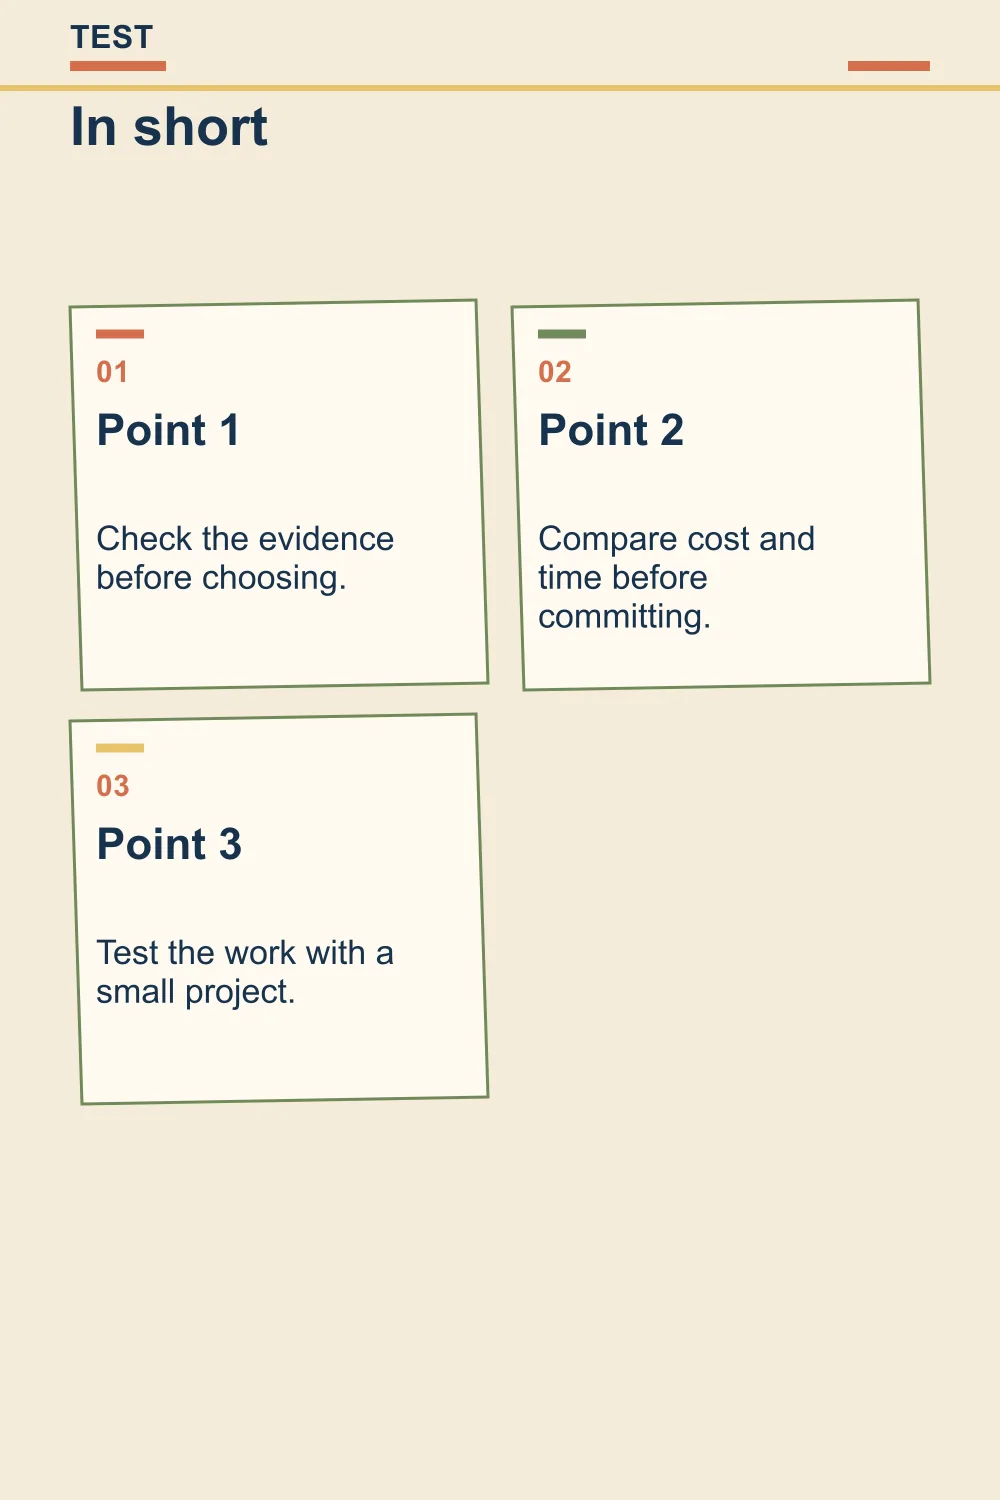 TEST
In short
01
Point 1
Check the evidence
before choosing.
02
Point 2
Compare cost and
time before
committing.
03
Point 3
Test the work with a
small project.